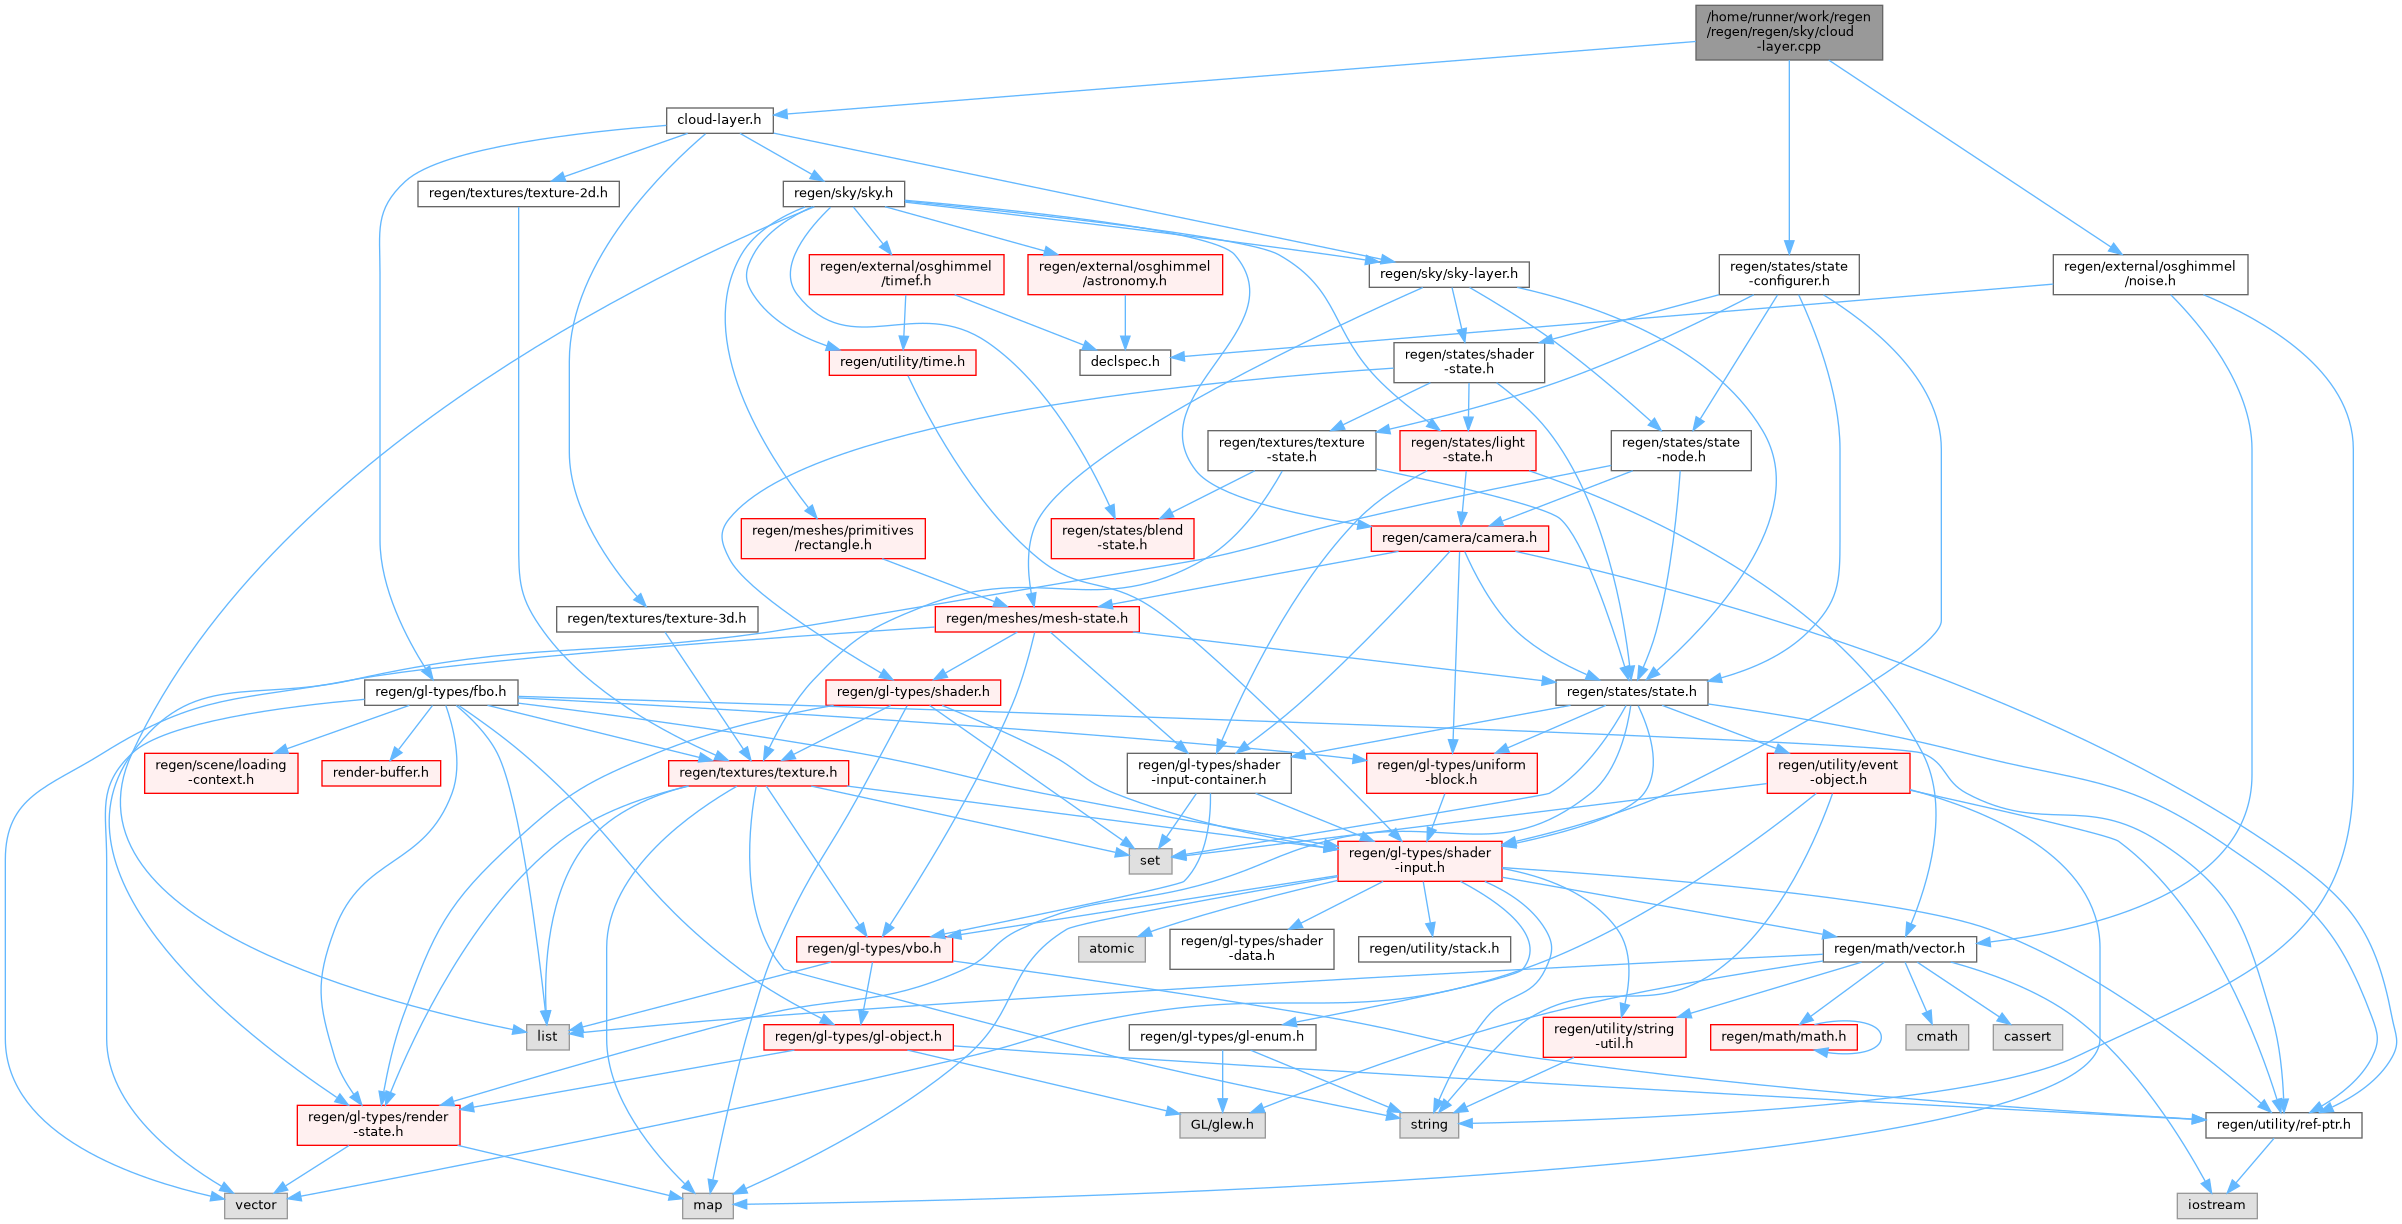 /home/runner/work/regen
/regen/regen/sky/cloud
-layer.cpp
cloud-layer.h
regen/textures/texture-2d.h
regen/sky/sky.h
regen/external/osghimmel
/timef.h
regen/external/osghimmel
/astronomy.h
regen/sky/sky-layer.h
regen/states/state
-configurer.h
regen/external/osghimmel
/noise.h
regen/utility/time.h
declspec.h
regen/states/shader
-state.h
regen/textures/texture
-state.h
regen/states/light
-state.h
regen/states/state
-node.h
regen/meshes/primitives
/rectangle.h
regen/states/blend
-state.h
regen/camera/camera.h
regen/textures/texture-3d.h
regen/meshes/mesh-state.h
regen/gl-types/fbo.h
regen/gl-types/shader.h
regen/states/state.h
regen/scene/loading
-context.h
render-buffer.h
regen/textures/texture.h
regen/gl-types/shader
-input-container.h
regen/gl-types/uniform
-block.h
regen/utility/event
-object.h
set
regen/gl-types/shader
-input.h
regen/gl-types/vbo.h
atomic
regen/gl-types/shader
-data.h
regen/utility/stack.h
regen/math/vector.h
list
regen/gl-types/gl-object.h
regen/gl-types/gl-enum.h
regen/utility/string
-util.h
regen/math/math.h
cmath
cassert
regen/gl-types/render
-state.h
GL/glew.h
string
regen/utility/ref-ptr.h
vector
map
iostream